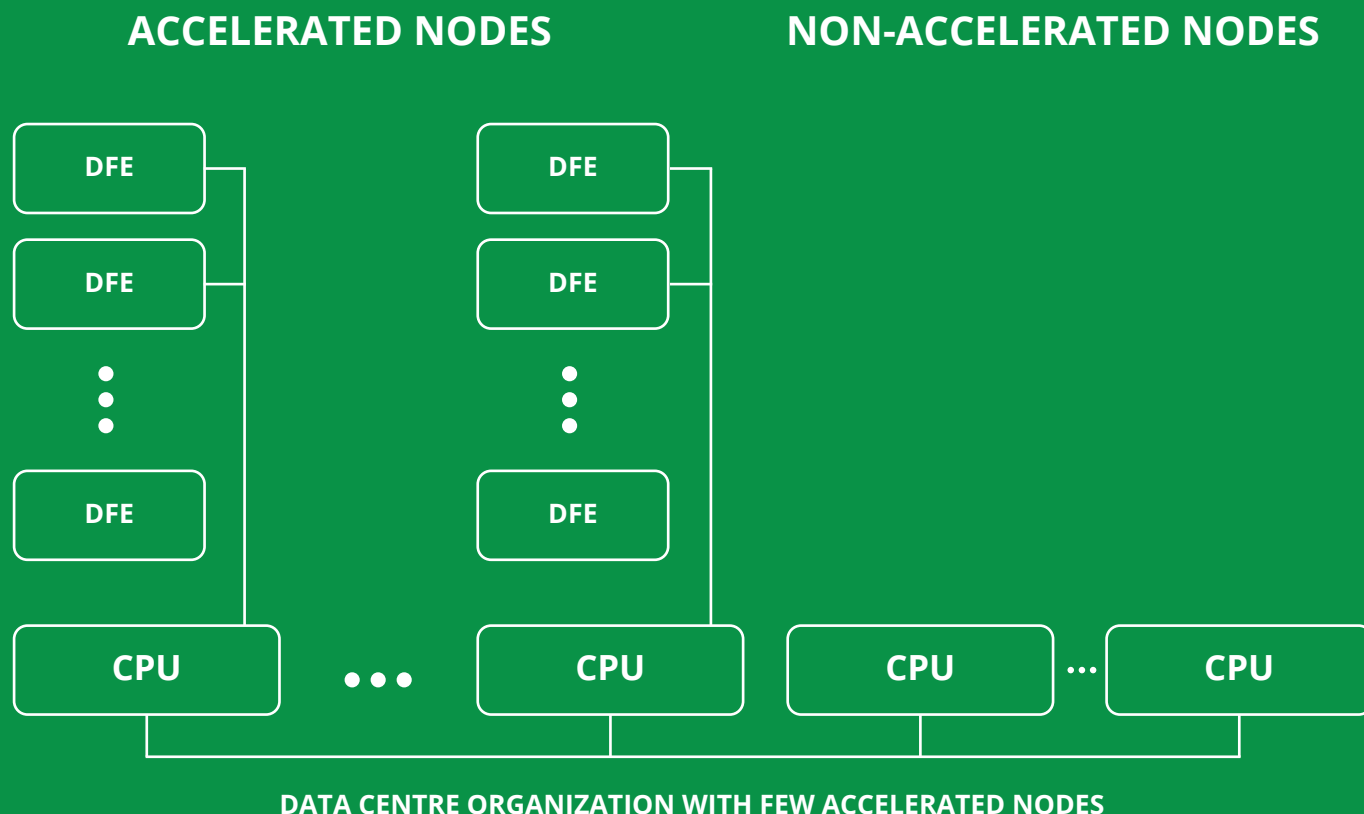 ACCELERATED NODES
NON-ACCELERATED NODES
DFE
DFE
DFE
DFE
DFE
DFE
CPU
CPU
CPU
CPU
DATA CENTRE ORGANIZATION WITH FEW ACCELERATED NODES